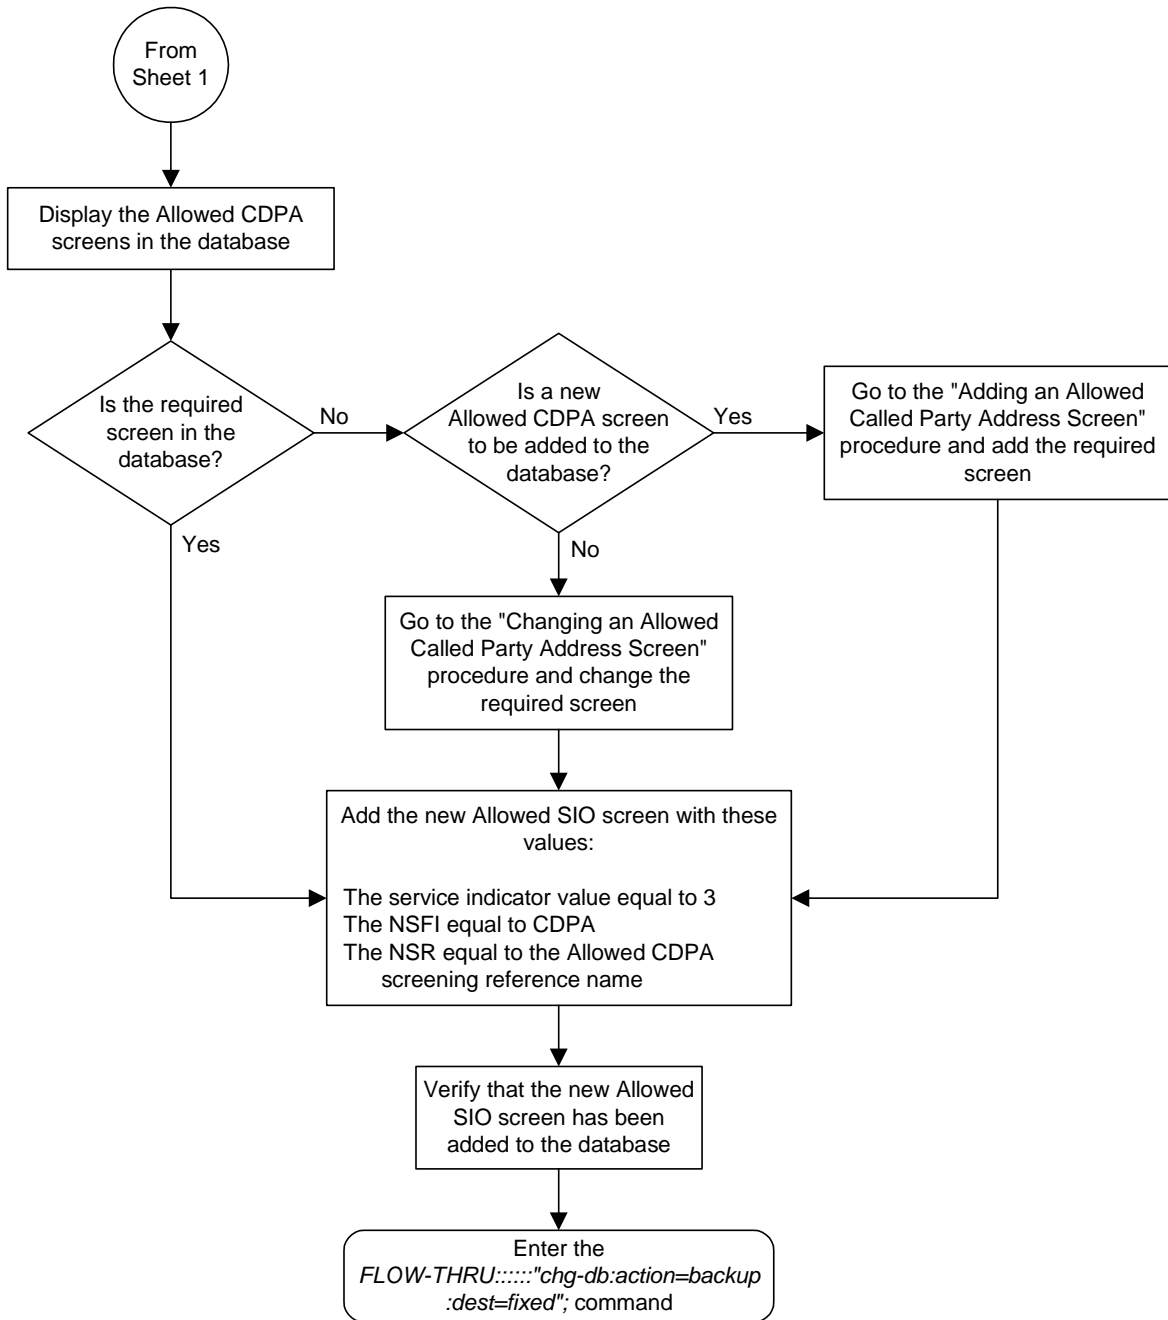 From
Sheet 1
Display the Allowed CDPA
screens in the database
Is the required
screen in the
database?
No
Yes
Is a new
Allowed CDPA screen
to be added to the
database?
Yes
No
Go to the "Adding an Allowed
Called Party Address Screen"
procedure and add the required
screen
Go to the "Changing an Allowed
Called Party Address Screen"
procedure and change the
required screen
Add the new Allowed SIO screen with these
values:
The service indicator value equal to 3
The NSFI equal to CDPA
The NSR equal to the Allowed CDPA
screening reference name
Verify that the new Allowed
SIO screen has been
added to the database
Enter the
FLOW-THRU::::::"chg-db:action=backup
:dest=fixed"; command